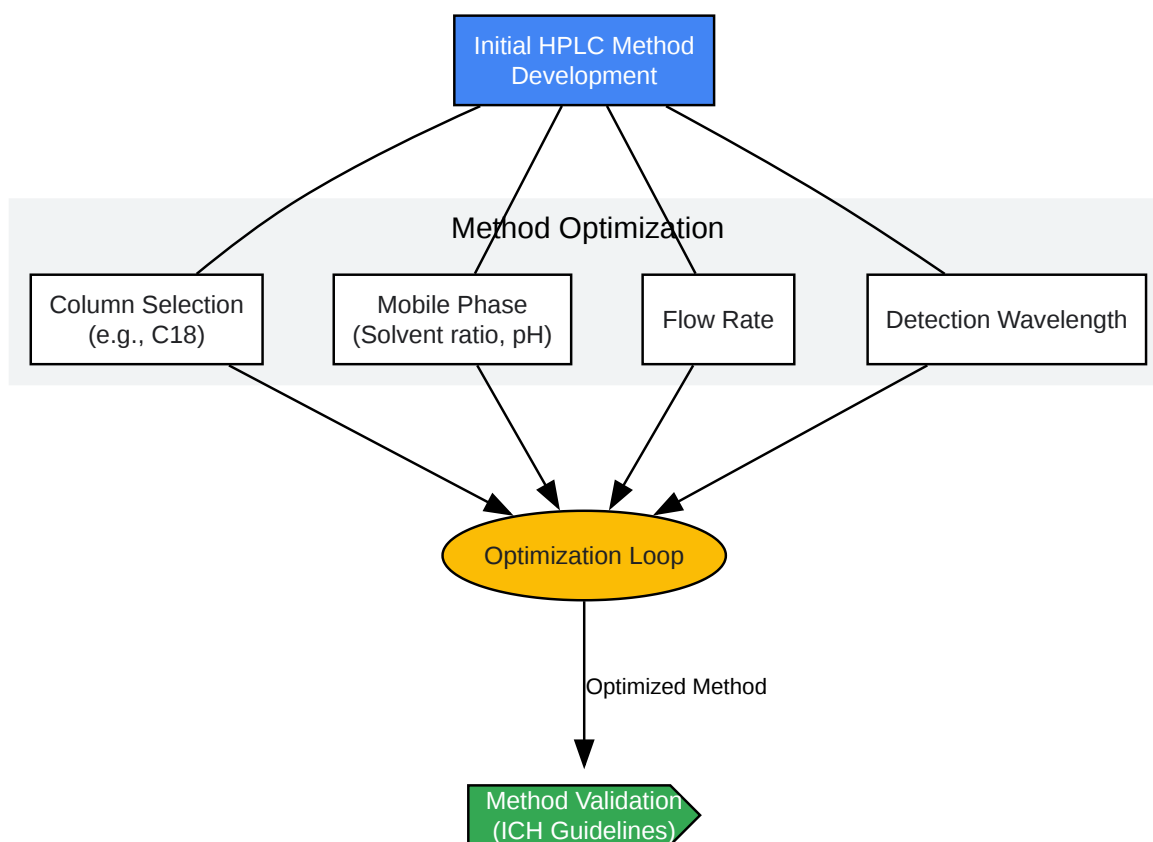 Initial HPLC Method
Development
Method Optimization
Column Selection
(e.g., C18)
Mobile Phase
(Solvent ratio, pH)
Flow Rate
Detection Wavelength
Optimization Loop
Optimized Method
Method Validation
(ICH Guidelines)